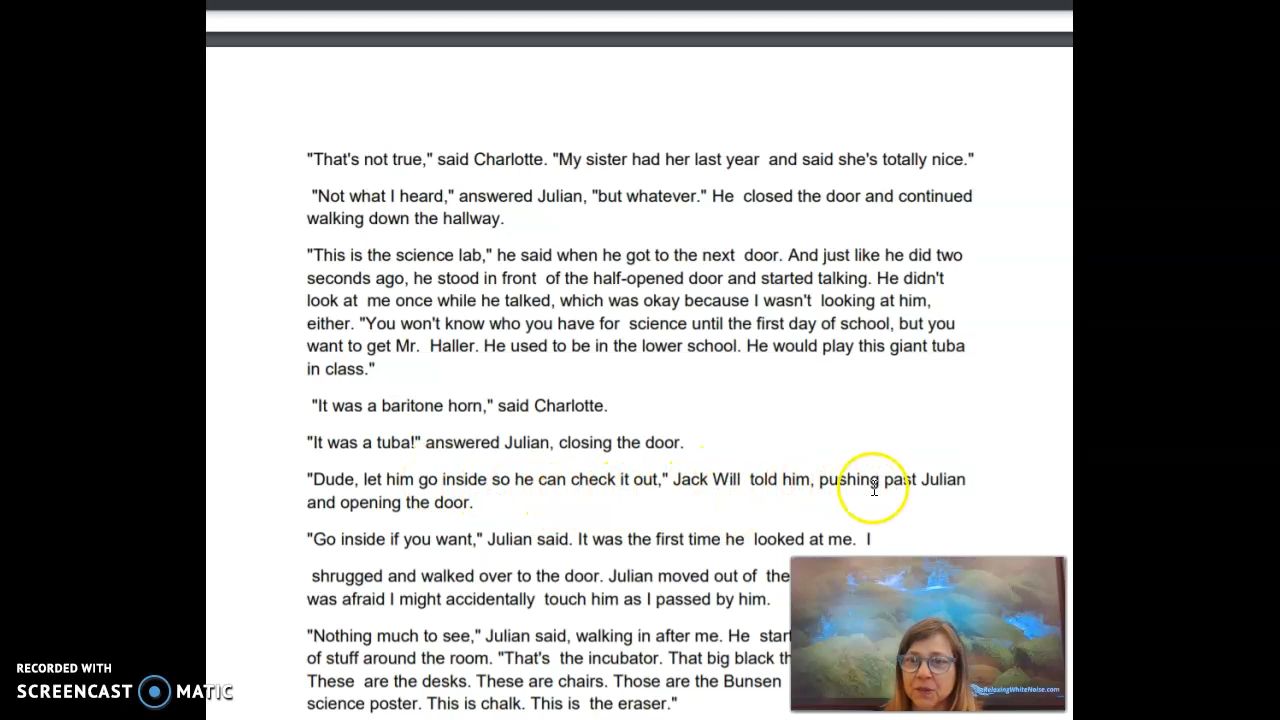 "That's not true," said Charlotte. "My sister had her last year and said she's totally nice."
"Not what I heard," answered Julian, "but whatever." He closed the door and continued
walking down the hallway.
"This is the science lab," he said when he got to the next door. And just like he did two
seconds ago, he stood in front of the half-opened door and started talking. He didn't
look at me once while he talked, which was okay because I wasn't looking at him,
either. "You won't know who you have for science until the first day of school, but you
want to get Mr. Haller. He used to be in the lower school. He would play this giant tuba
in class."
"It was a baritone horn," said Charlotte.
"It was a tuba!" answered Julian, closing the door.
"Dude, let him go inside so he can check it out," Jack Will told him, pushing past Julian
and opening the door.
"Go inside if you want," Julian said. It was the first time he looked at me. I
shrugged and walked over to the door. Julian moved out of the
was afraid I might accidentally touch him as I passed by him.
"Nothing much to see," Julian said, walking in after me. He
of stuff around the room. "That's the incubator. That big black
These are the desks. These are chairs. Those are the Bunsen
science poster. This is chalk. This is the eraser."
RECORDED WITH
SCREENCAST MATIC
RelaxingWhiteNoise.com